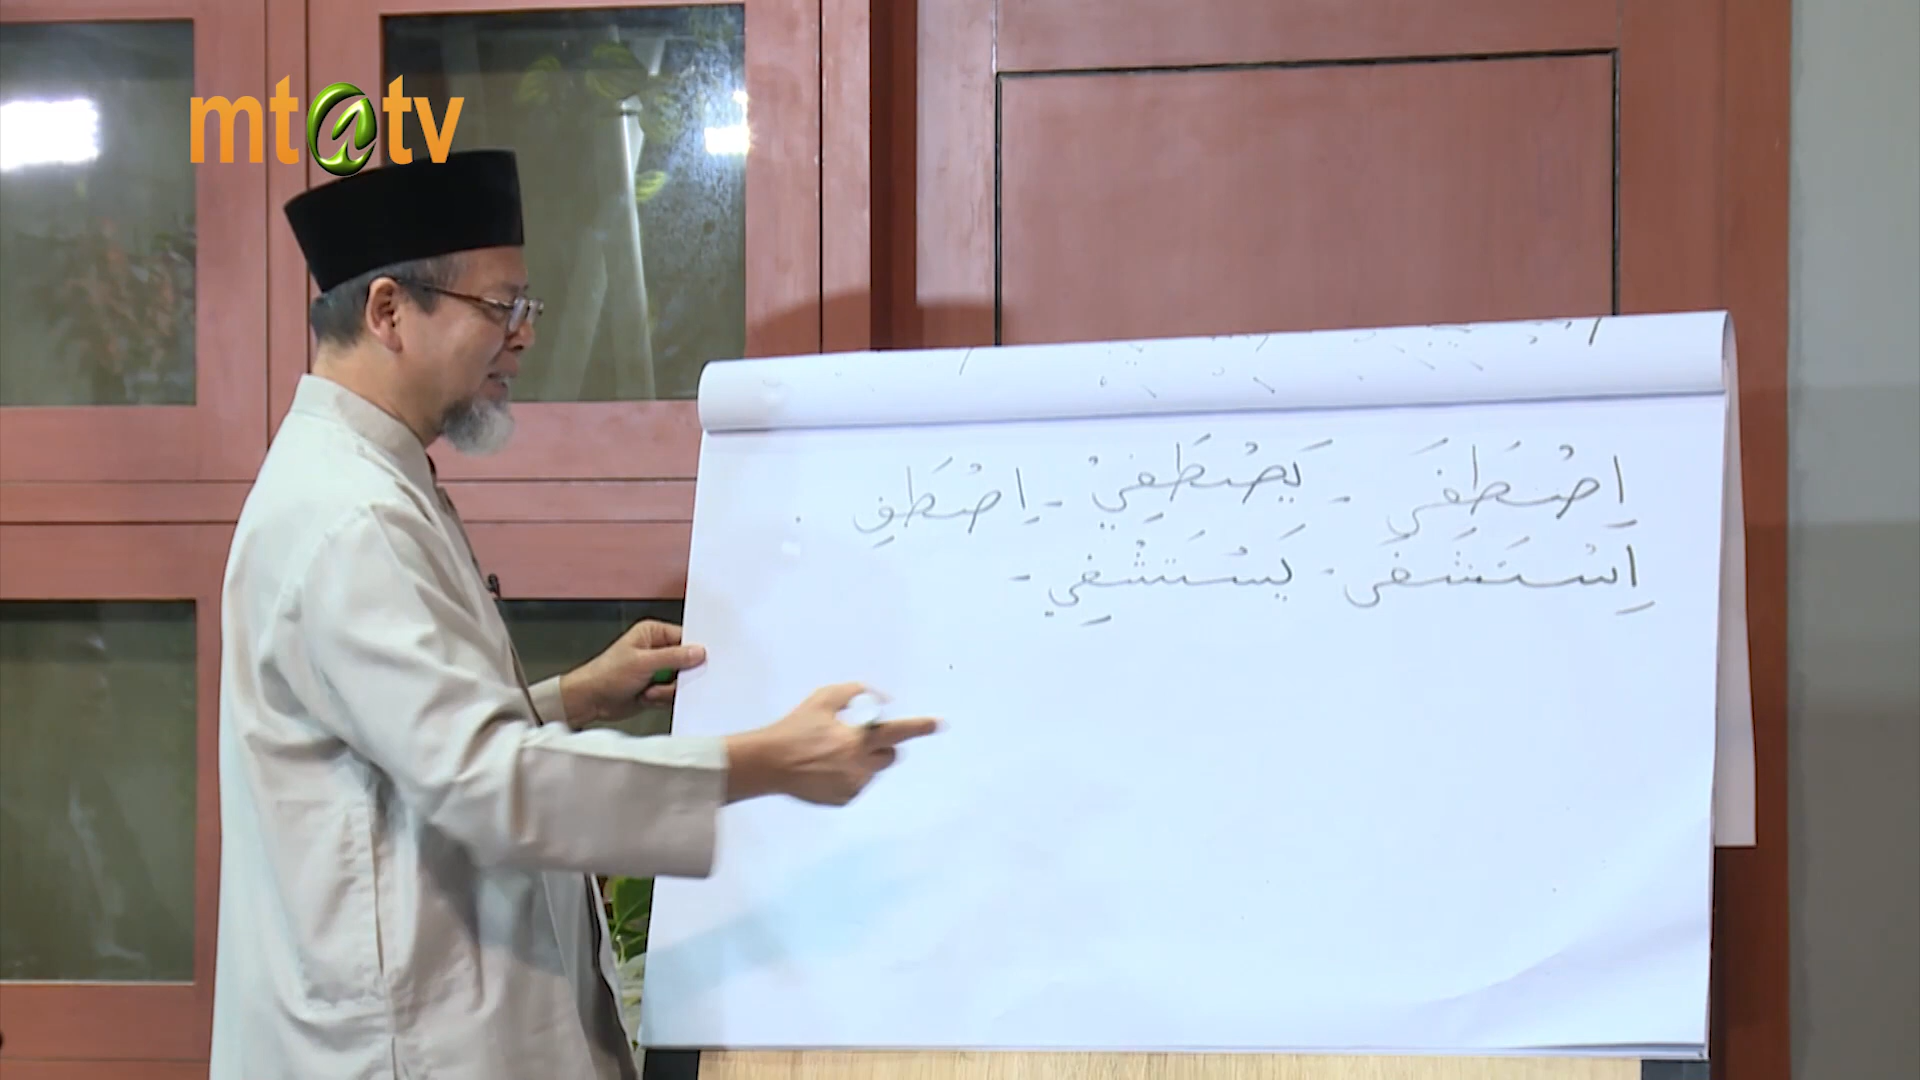 mt@tv
اِصْطَفَى - يَصْطَفِيْ - اِصْطَفِ
اِسْتَشْفَى - يَسْتَشْفِي -